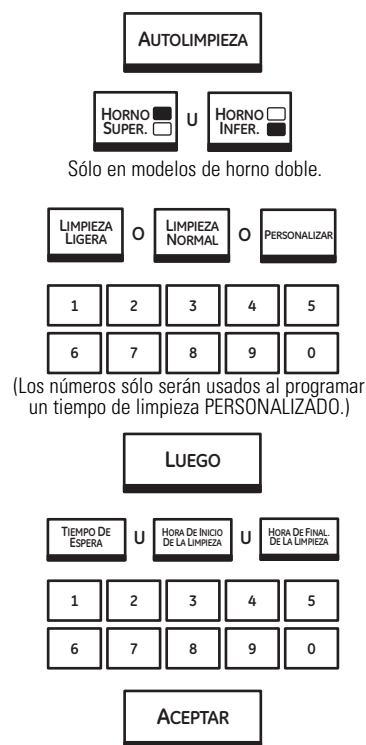 AUTOLIMPIEZA
HORNO SUPER. U HORNO INFER.
Sólo en modelos de horno doble.
LIMPIEZA LIGERA O LIMPIEZA NORMAL O PERSONALIZAR
1 2 3 4 5
6 7 8 9 0
(Los números sólo serán usados al programar
un tiempo de limpieza PERSONALIZADO.)
LUEGO
TIEMPO DE ESPERA U HORA DE INICIO DE LA LIMPIEZA U HORA DE FINAL. DE LA LIMPIEZA
1 2 3 4 5
6 7 8 9 0
ACEPTAR